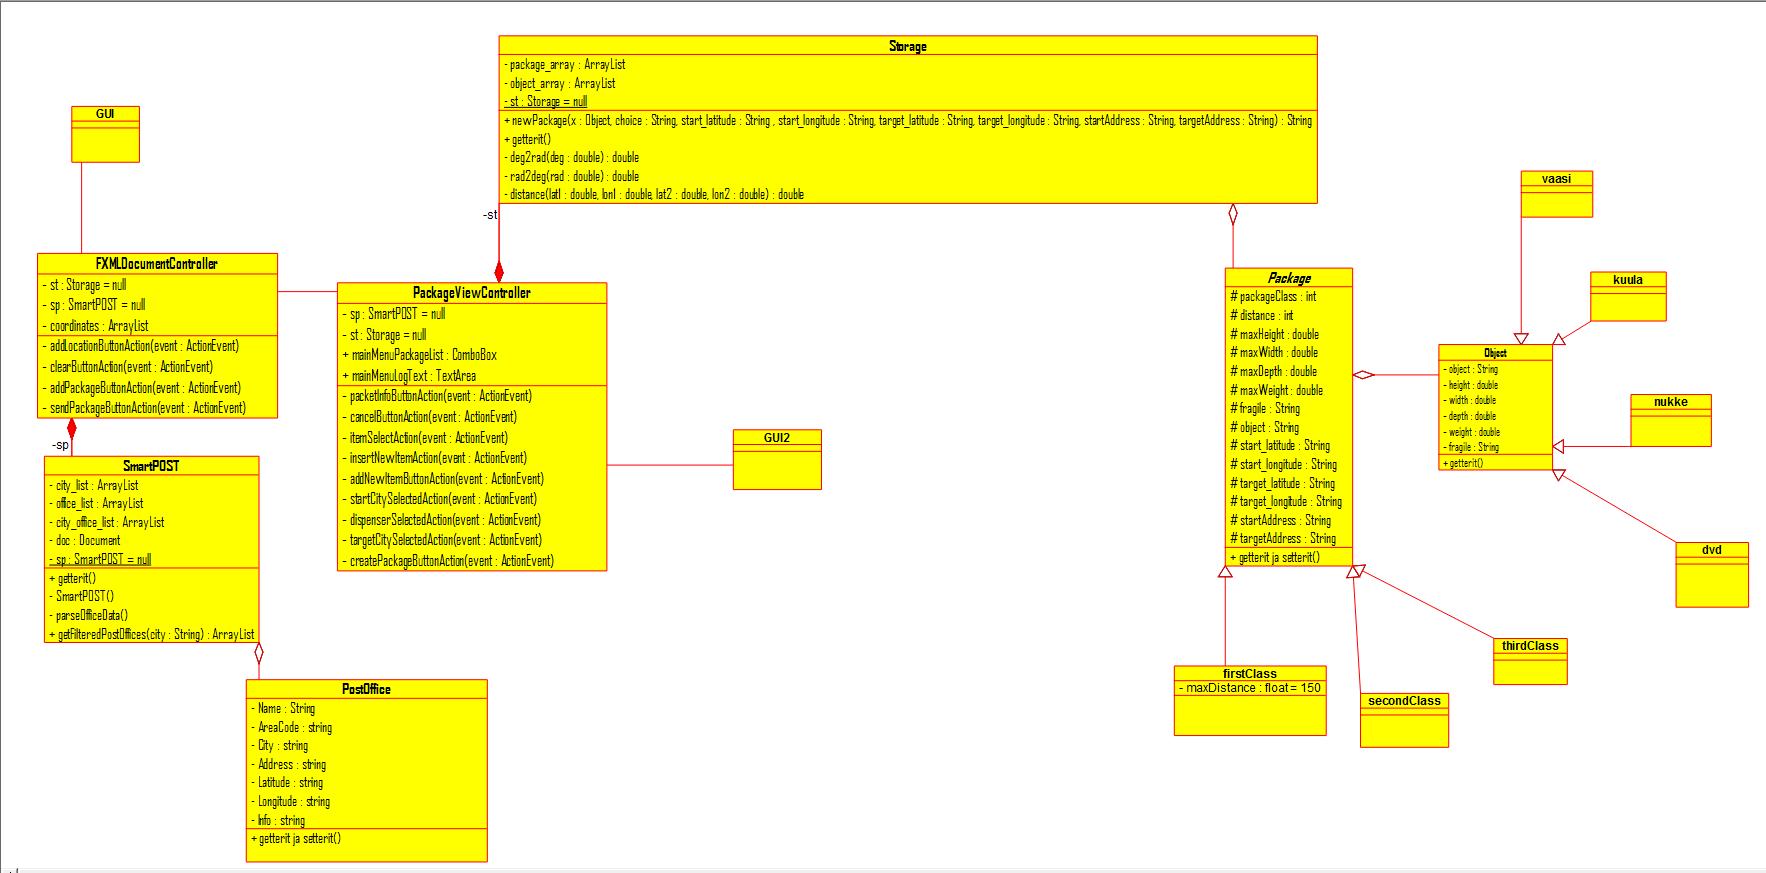 Storage
- package_array : ArrayList
- object_array : ArrayList
- st : Storage = null
+ newPackage(x : Object, choice : String, start_latitude : String , start_longitude : String, target_latitude : String, target_longitude : String, startAddress : String, targetAddress : String) : String
+ getterit()
- deg2rad(deg : double) : double
- rad2deg(rad : double) : double
- distance(lat1 : double, lon1 : double, lat2 : double, lon2 : double) : double
GUI
-st
FXMLDocumentController
- st : Storage = null
- sp : SmartPOST = null
- coordinates : ArrayList
- addLocationButtonAction(event : ActionEvent)
- clearButtonAction(event : ActionEvent)
- addPackageButtonAction(event : ActionEvent)
- sendPackageButtonAction(event : ActionEvent)
-sp
SmartPOST
- city_list : ArrayList
- office_list : ArrayList
- city_office_list : ArrayList
- doc : Document
- sp : SmartPOST = null
+ getterit()
- SmartPOST()
- parseOfficeData()
+ getFilteredPostOffices(city : String) : ArrayList
PostOffice
- Name : String
- AreaCode : string
- City : string
- Address : string
- Latitude : string
- Longitude : string
- Info : string
+ getterit ja setterit()
PackageViewController
- sp : SmartPOST = null
- st : Storage = null
+ mainMenuPackageList : ComboBox
+ mainMenuLogText : TextArea
- packetInfoButtonAction(event : ActionEvent)
- cancelButtonAction(event : ActionEvent)
- itemSelectAction(event : ActionEvent)
- insertNewItemAction(event : ActionEvent)
- addNewItemButtonAction(event : ActionEvent)
- startCitySelectedAction(event : ActionEvent)
- dispenserSelectedAction(event : ActionEvent)
- targetCitySelectedAction(event : ActionEvent)
- createPackageButtonAction(event : ActionEvent)
GUI2
Package
# packageClass : int
# distance : int
# maxHeight : double
# maxWidth : double
# maxDepth : double
# maxWeight : double
# fragile : String
# object : String
# start_latitude : String
# start_longitude : String
# target_latitude : String
# target_longitude : String
# startAddress : String
# targetAddress : String
+ getterit ja setterit()
firstClass
- maxDistance : float = 150
secondClass
thirdClass
vaasi
kuula
Object
- object : String
- height : double
- width : double
- depth : double
- weight : double
- fragile : String
+ getterit()
nukke
dvd